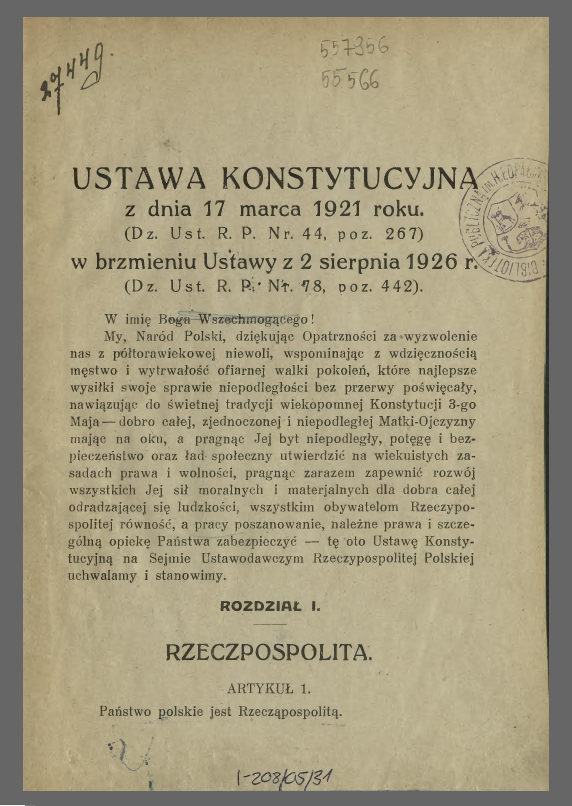 27449.
557356
55566
USTAWA KONSTYTUCYJNA
z dnia 17 marca 1921 roku.
(Dz. Ust. R. P. Nr. 44, poz. 267)
w brzmieniu Ustawy z 2 sierpnia 1926 r.
(Dz. Ust. R. P. Nr. 78, poz. 442).
W imię Boga Wszechmogącego!
My, Naród Polski, dziękując Opatrzności za wyzwolenie
nas z półtorawiekowej niewoli, wspominając z wdzięcznością
męstwo i wytrwałość ofiarnej walki pokoleń, które najlepsze
wysiłki swoje sprawie niepodległości bez przerwy poświęcały,
nawiązując do świetnej tradycji wiekopomnej Konstytucji 3-go
Maja — dobro całej, zjednoczonej i niepodległej Matki-Ojczyzny
mając na oku, a pragnąc Jej byt niepodległy, potęgę i bez-
pieczeństwo oraz ład społeczny utwierdzić na wiekuistych za-
sadach prawa i wolności, pragnąc zarazem zapewnić rozwój
wszystkich Jej sił moralnych i materjalnych dla dobra całej
odradzającej się ludzkości, wszystkim obywatelom Rzeczypo-
spolitej równość, a pracy poszanowanie, należne prawa i szcze-
gólną opiekę Państwa zabezpieczyć — tę oto Ustawę Konsty-
tucyjną na Sejmie Ustawodawczym Rzeczypospolitej Polskiej
uchwalamy i stanowimy.
ROZDZIAŁ I.
RZECZPOSPOLITA.
ARTYKUŁ 1.
Państwo polskie jest Rzecząpospolitą.
I-208/05/31